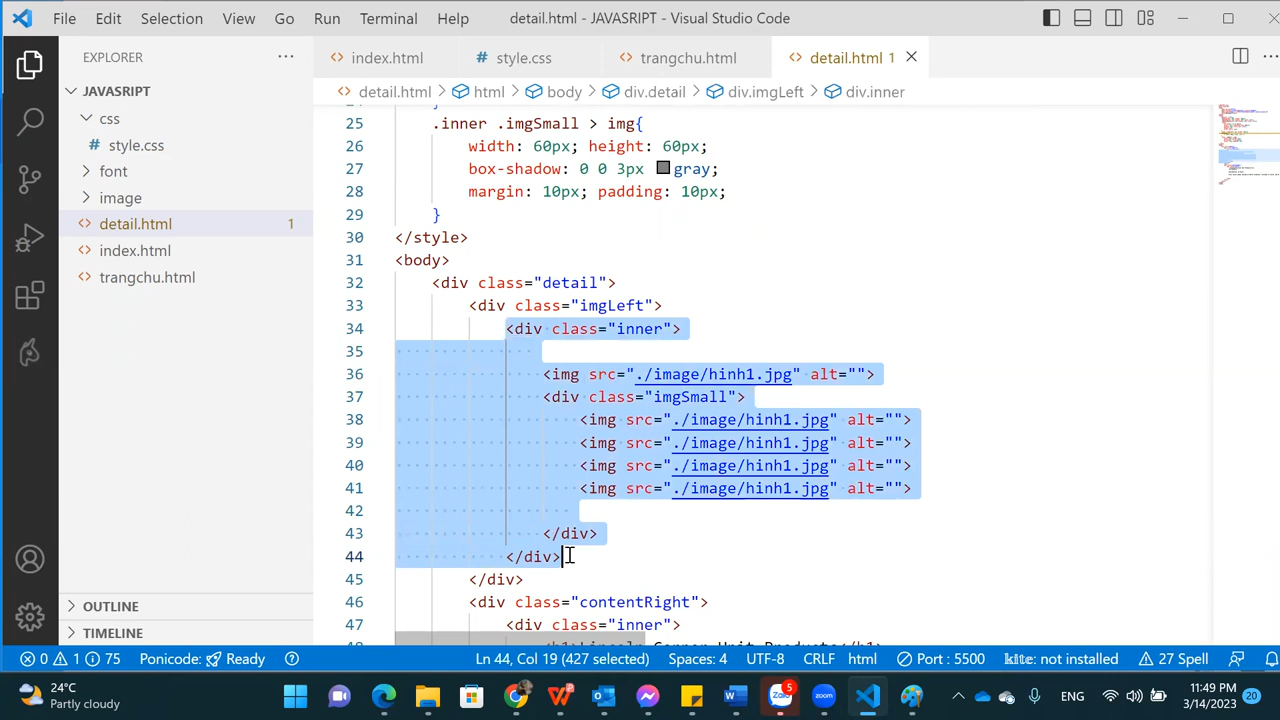 File Edit Selection View Go Run Terminal Help detail.html - JAVASRIPT - Visual Studio Code
EXPLORER
index.html # style.css trangchu.html detail.html 1
JAVASRIPT
detail.html > html > body > div.detail > div.imgLeft > div.inner
css
# style.css
font
image
detail.html 1
index.html
trangchu.html
OUTLINE
TIMELINE
25 .inner .imgSmall > img{
26 width: 60px; height: 60px;
27 box-shadow: 0 0 3px gray;
28 margin: 10px; padding: 10px;
29 }
30 </style>
31 <body>
32 <div class="detail">
33 <div class="imgLeft">
34 <div class="inner">
35
36 <img src="./image/hinh1.jpg" alt="">
37 <div class="imgSmall">
38 <img src="./image/hinh1.jpg" alt="">
39 <img src="./image/hinh1.jpg" alt="">
40 <img src="./image/hinh1.jpg" alt="">
41 <img src="./image/hinh1.jpg" alt="">
42
43 </div>
44 </div>
45 </div>
46 <div class="contentRight">
47 <div class="inner">
0 1 75 Ponicode: Ready Ln 44, Col 19 (427 selected) Spaces: 4 UTF-8 CRLF html Port : 5500 kite: not installed 27 Spell
24°C
Partly cloudy
Zalo 5
zoom
ENG
11:49 PM
3/14/2023
20